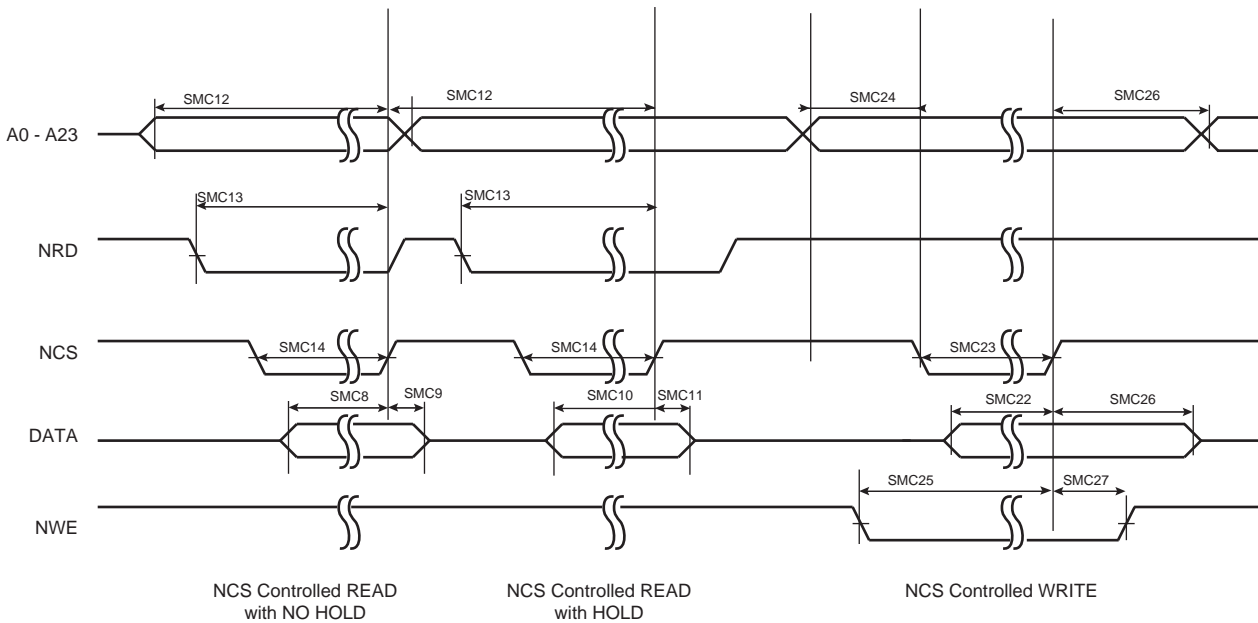 SMC12
SMC12
SMC24
SMC26
A0 - A23
SMC13
SMC13
NRD
NCS
SMC14
SMC14
SMC23
SMC8
SMC9
SMC10
SMC11
SMC22
SMC26
DATA
SMC25
SMC27
NWE
NCS Controlled READ
with NO HOLD
NCS Controlled READ
with HOLD
NCS Controlled WRITE